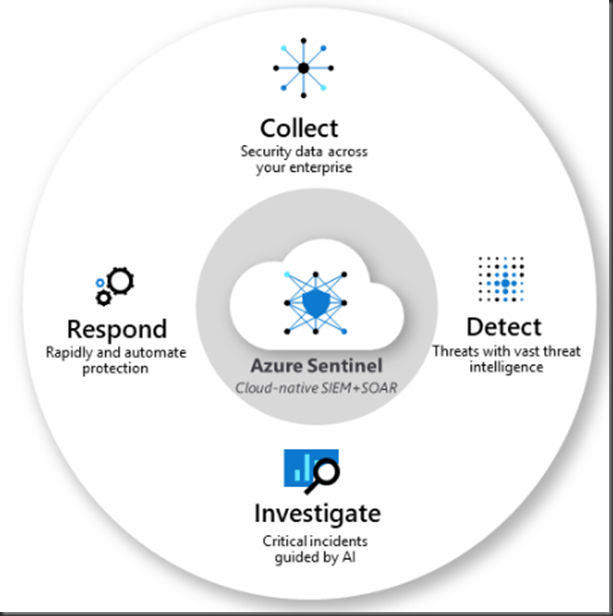 Collect
Security data across
your enterprise
Respond
Rapidly and automate
protection
Azure Sentinel
Cloud-native SIEM+SOAR
Detect
Threats with vast threat
intelligence
Investigate
Critical incidents
guided by AI